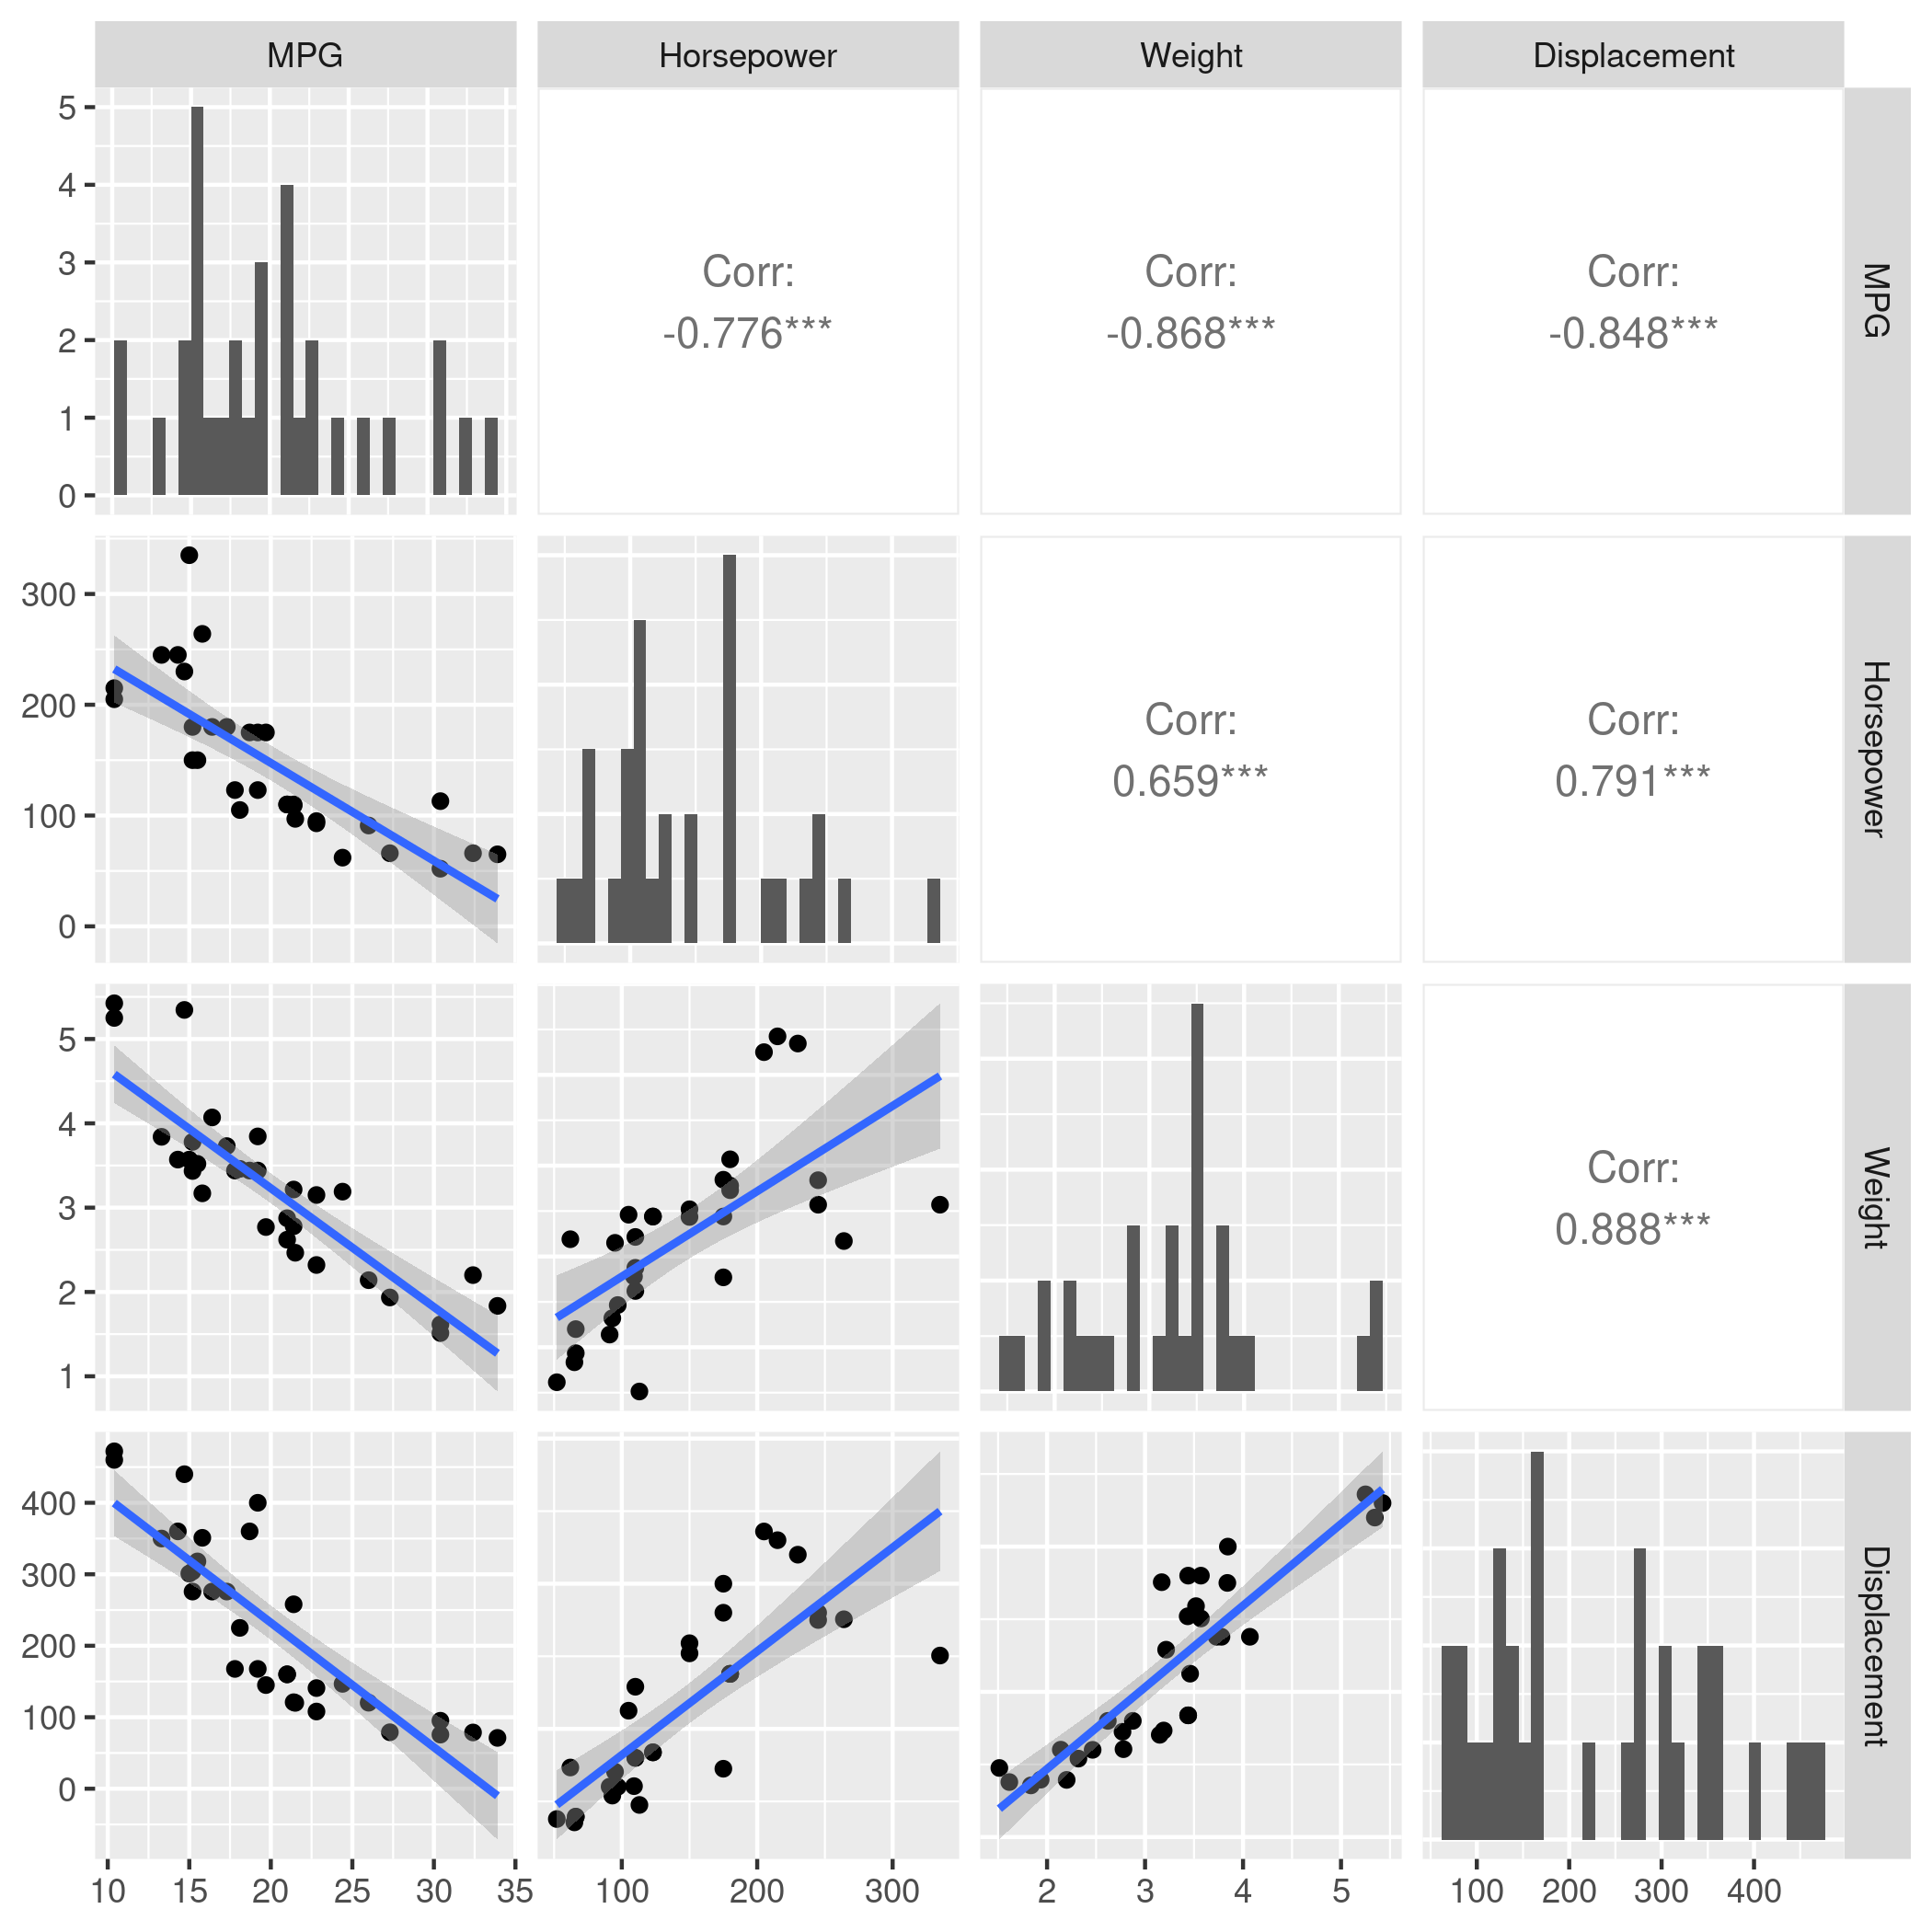 MPG
Horsepower
Weight
Displacement
5
4
3
2
1
0
Corr:
-0.776***
Corr:
-0.868***
Corr:
-0.848***
MPG
300
200
100
0
Corr:
0.659***
Corr:
0.791***
Horsepower
5
4
3
2
1
Corr:
0.888***
Weight
400
300
200
100
0
Displacement
10 15 20 25 30 35
100 200 300
2 3 4 5
100 200 300 400